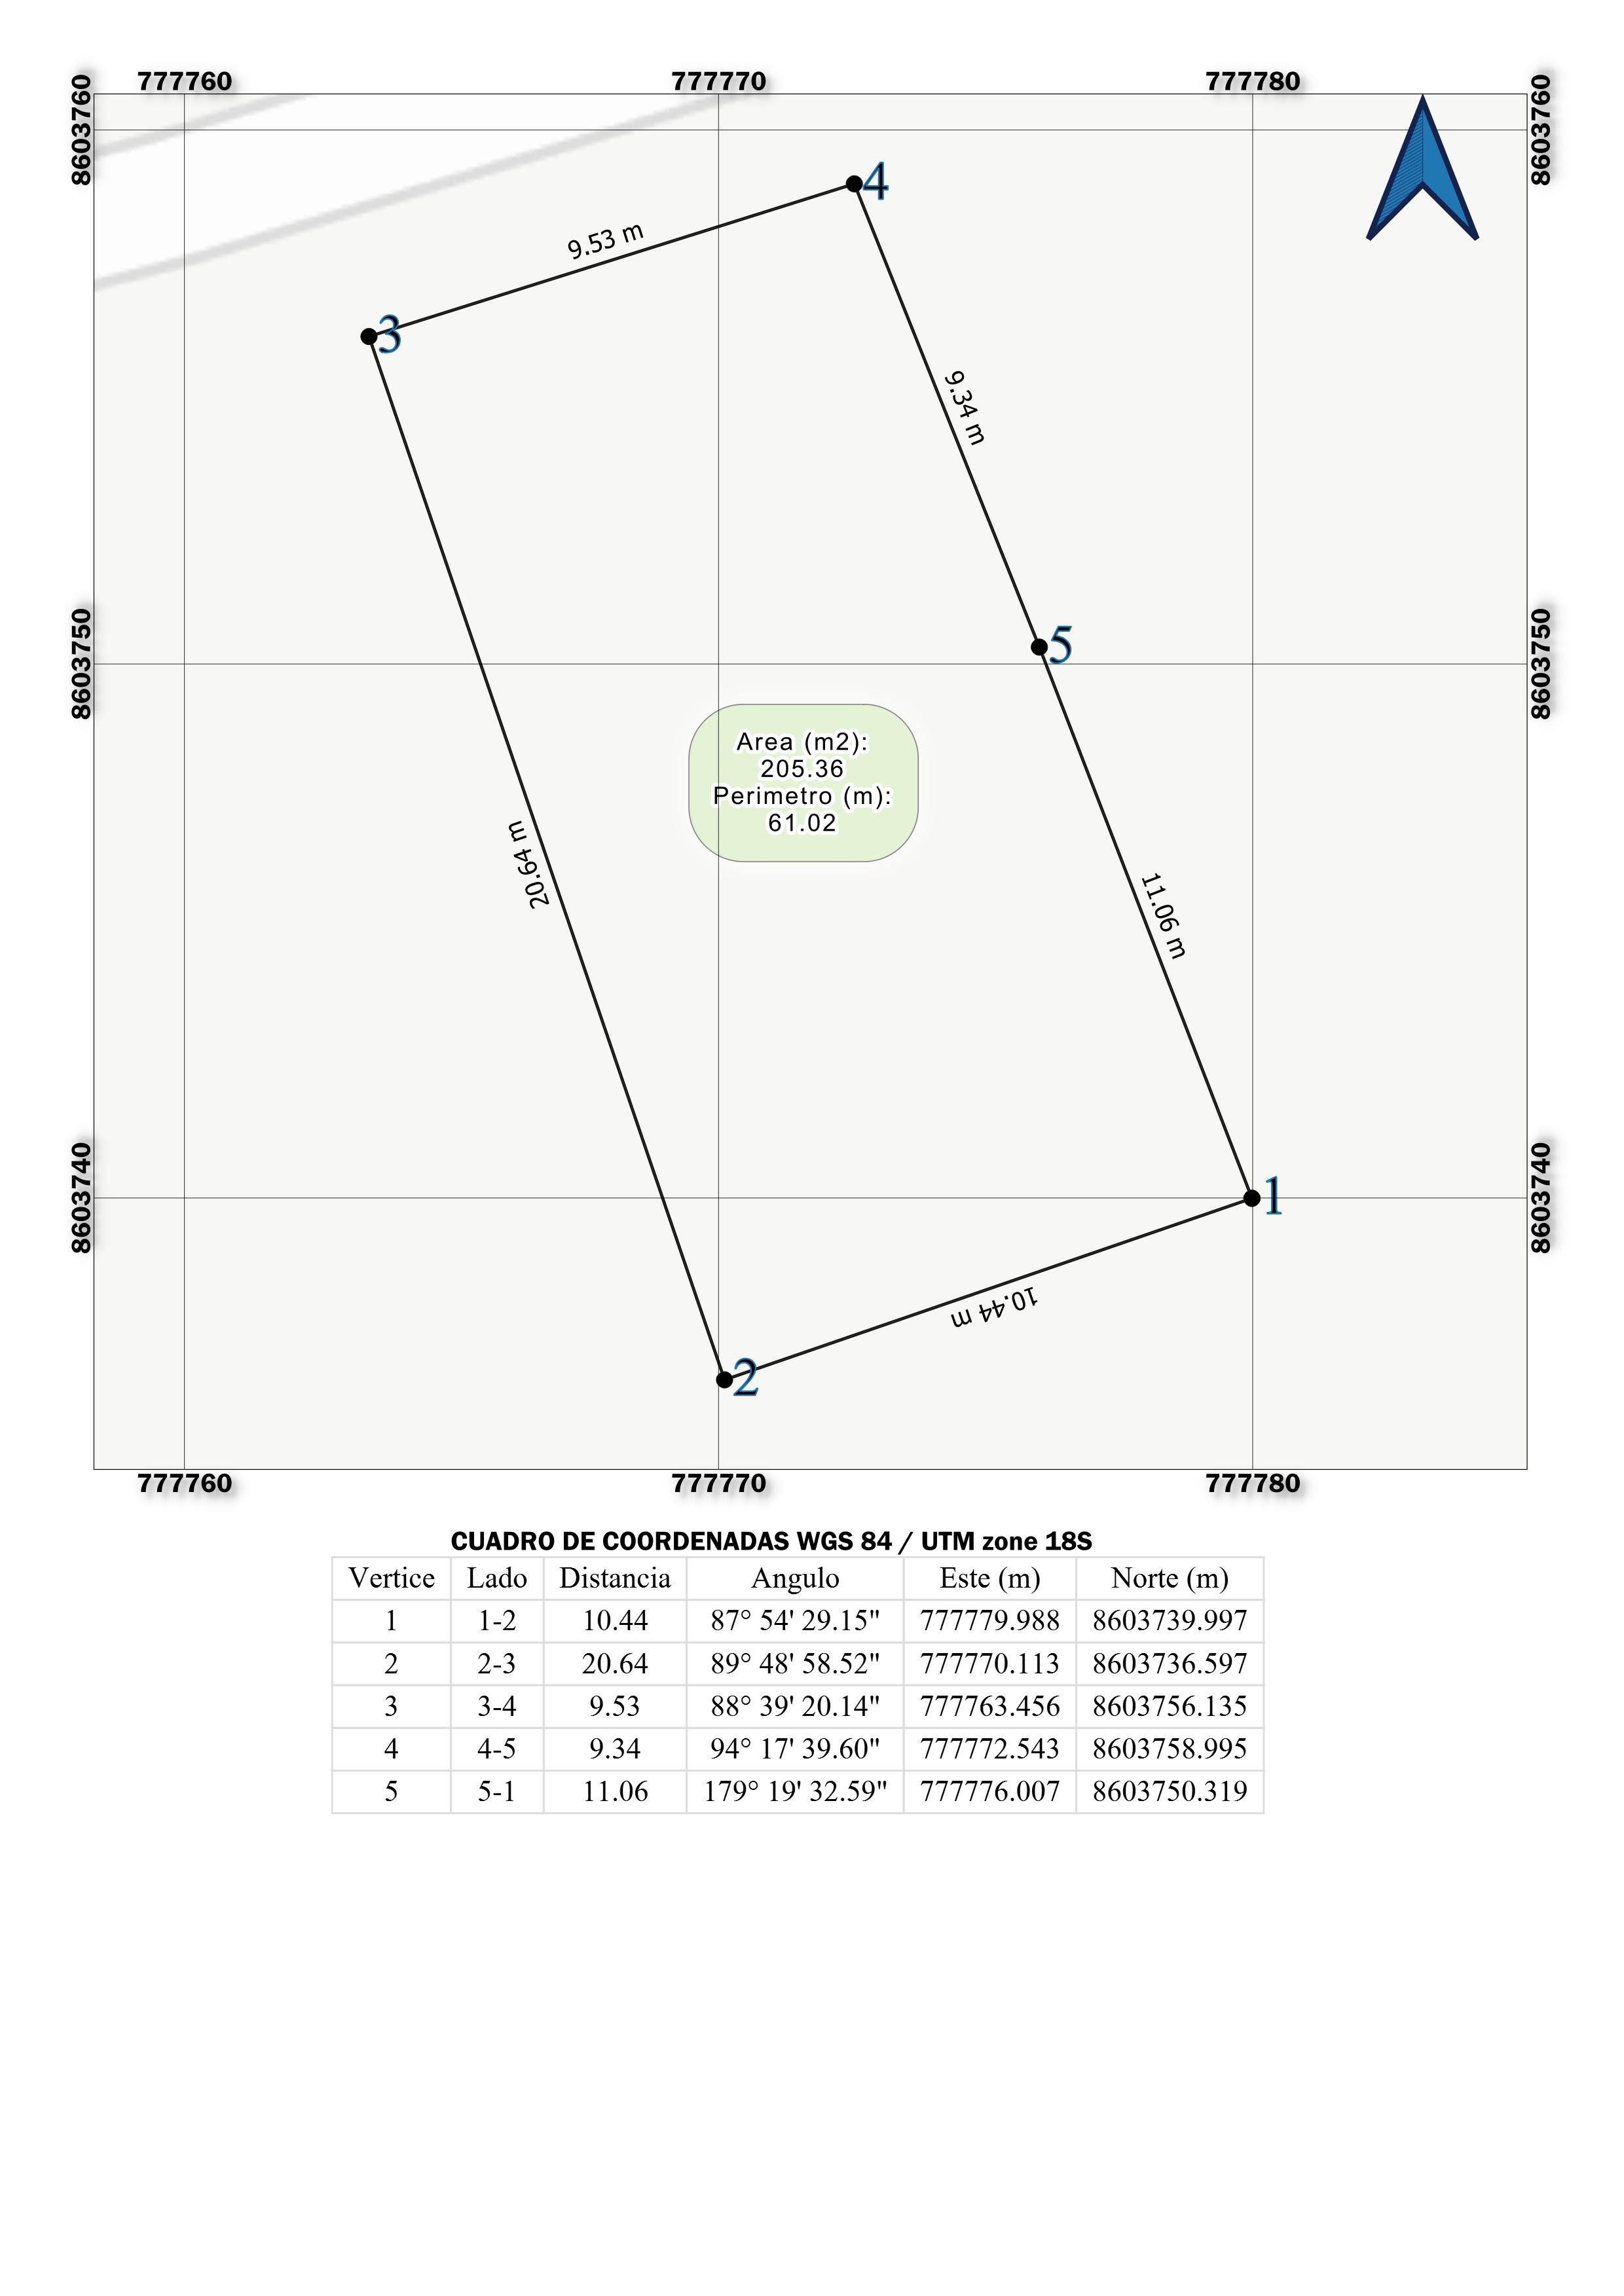 777760 777770 777780
8603760 8603760
4
9.53 m
3
9.34 m
8603750 8603750
5
Area (m2):
205.36
Perimetro (m):
61.02
20.64 m
11.06 m
8603740 8603740
1
10.44 m
2
777760 777770 777780
CUADRO DE COORDENADAS WGS 84 / UTM zone 18S
Vertice Lado Distancia Angulo Este (m) Norte (m)
1 1-2 10.44 87° 54' 29.15" 777779.988 8603739.997
2 2-3 20.64 89° 48' 58.52" 777770.113 8603736.597
3 3-4 9.53 88° 39' 20.14" 777763.456 8603756.135
4 4-5 9.34 94° 17' 39.60" 777772.543 8603758.995
5 5-1 11.06 179° 19' 32.59" 777776.007 8603750.319